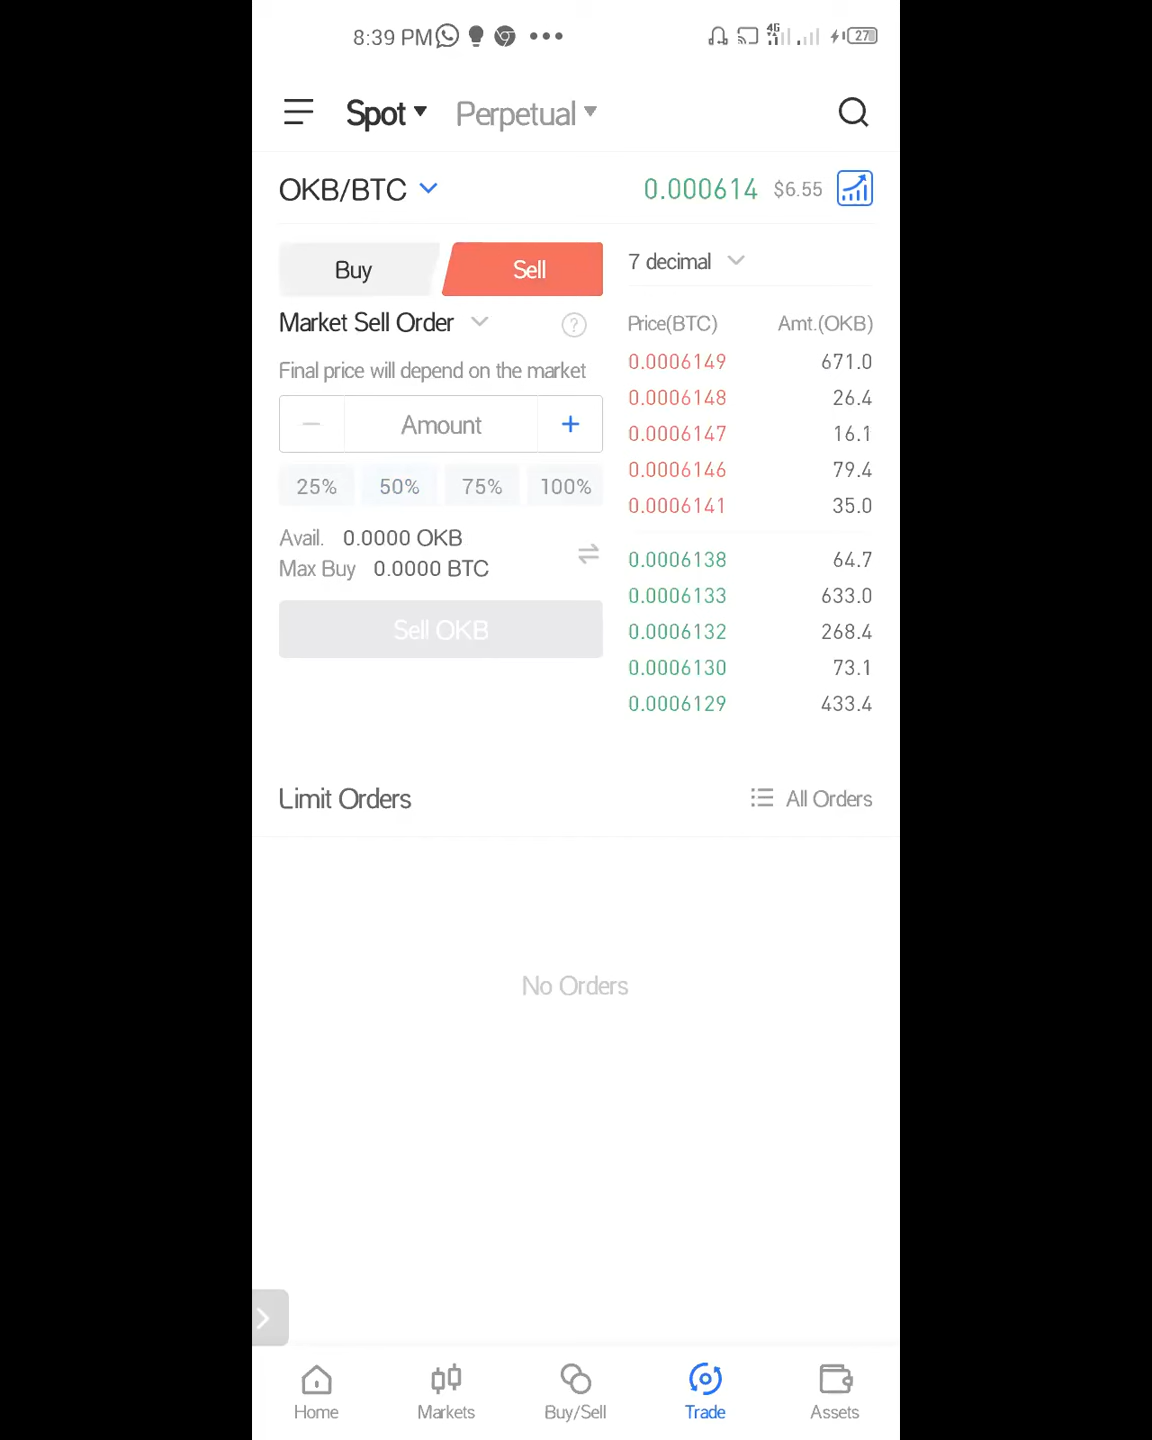 8:39 PM 4G 27
Spot Perpetual
OKB/BTC 0.000614 $6.55
Buy Sell 7 decimal
Market Sell Order ? Price(BTC) Amt.(OKB)
Final price will depend on the market
− Amount +
25% 50% 75% 100%
Avail. 0.0000 OKB
Max Buy 0.0000 BTC
Sell OKB
0.0006149 671.0
0.0006148 26.4
0.0006147 16.1
0.0006146 79.4
0.0006141 35.0
0.0006138 64.7
0.0006133 633.0
0.0006132 268.4
0.0006130 73.1
0.0006129 433.4
Limit Orders All Orders
No Orders
Home Markets Buy/Sell Trade Assets